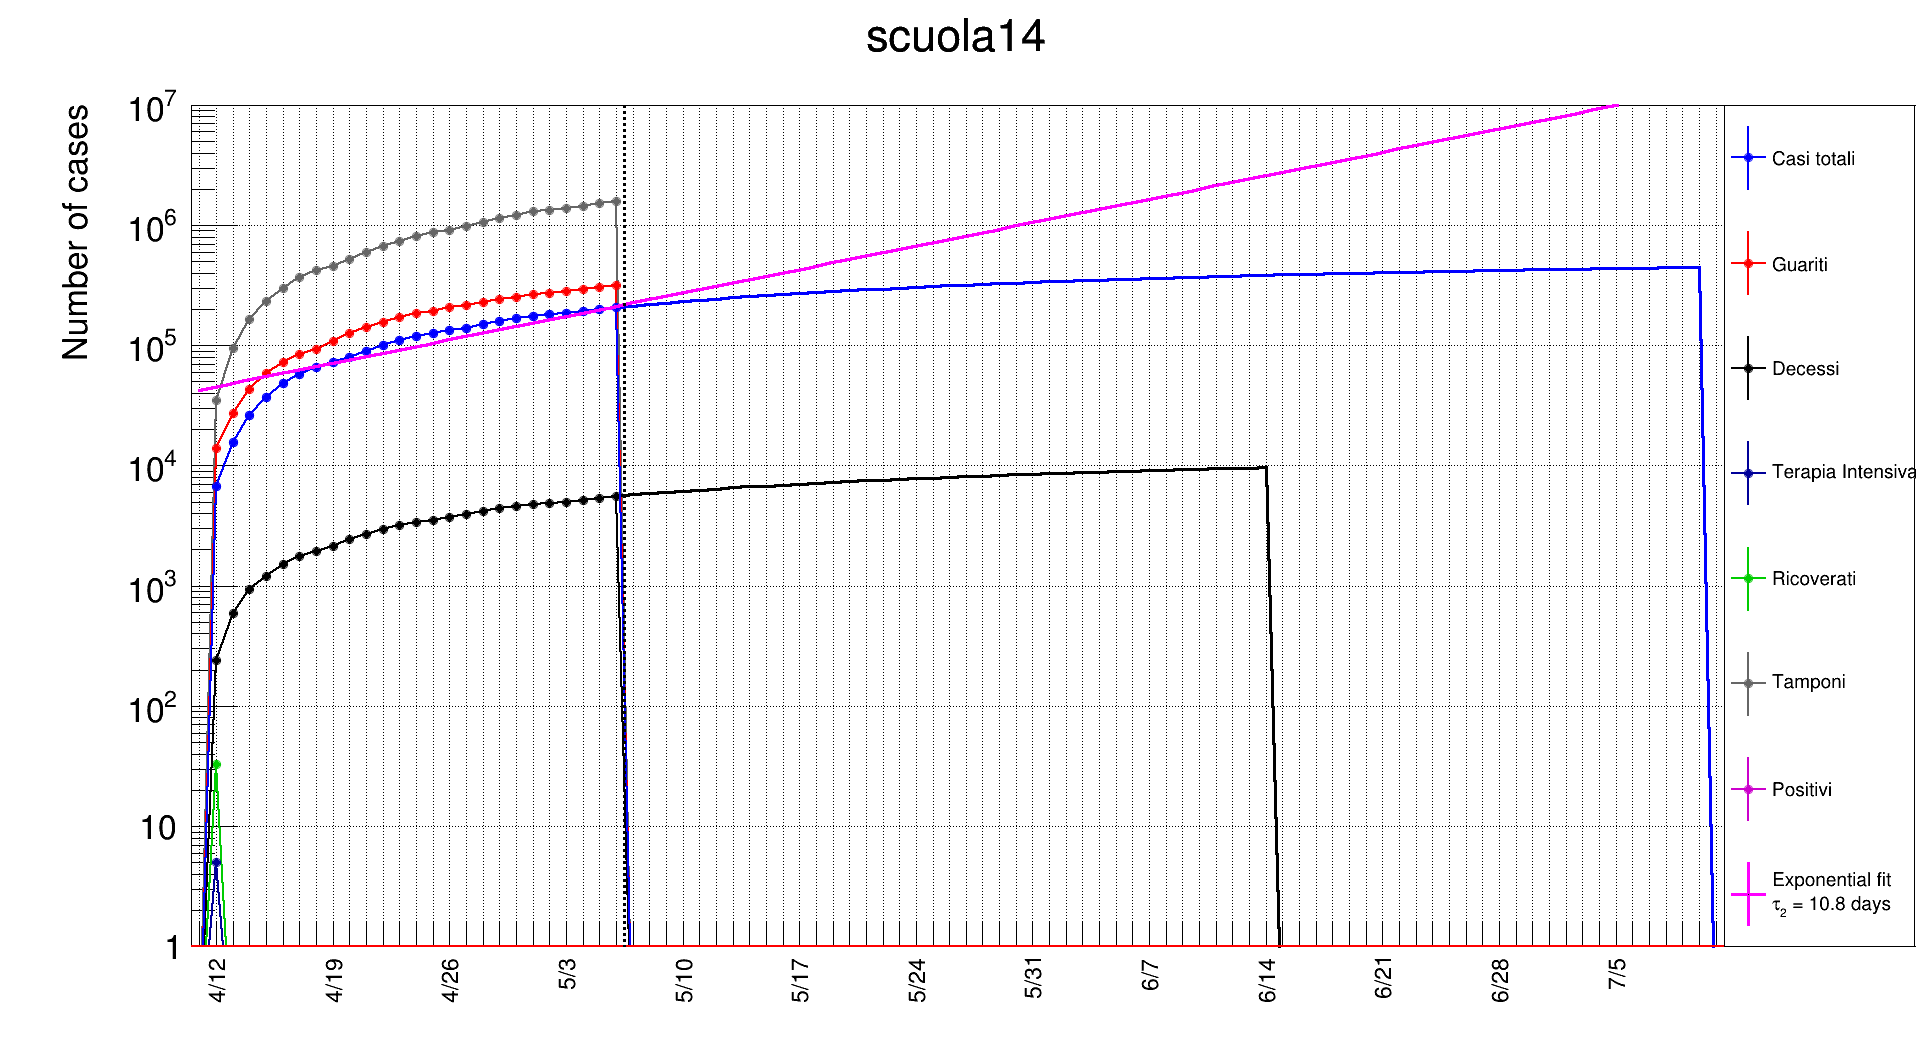 scuola14
Number of cases
10^7
10^6
10^5
10^4
10^3
10^2
10
1
4/12
4/19
4/26
5/3
5/10
5/17
5/24
5/31
6/7
6/14
6/21
6/28
7/5
Casi totali
Guariti
Decessi
Terapia Intensiva
Ricoverati
Tamponi
Positivi
Exponential fit
τ₂ = 10.8 days